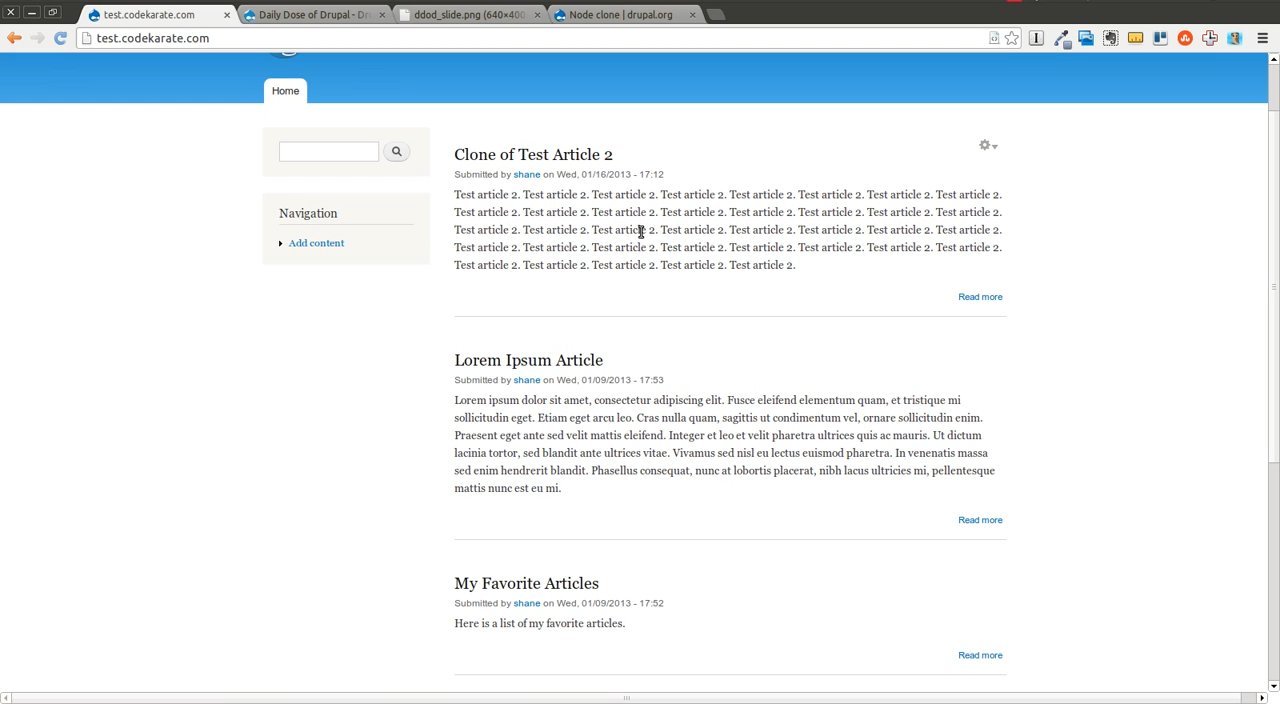 test.codekarate.com
Daily Dose of Drupal - Dr
ddod_slide.png (640×400
Node clone | drupal.org
test.codekarate.com
Home
Clone of Test Article 2
Submitted by shane on Wed, 01/16/2013 - 17:12
Test article 2. Test article 2. Test article 2. Test article 2. Test article 2. Test article 2. Test article 2. Test article 2.
Test article 2. Test article 2. Test article 2. Test article 2. Test article 2. Test article 2. Test article 2. Test article 2.
Test article 2. Test article 2. Test article 2. Test article 2. Test article 2. Test article 2. Test article 2. Test article 2.
Test article 2. Test article 2. Test article 2. Test article 2. Test article 2. Test article 2. Test article 2. Test article 2.
Test article 2. Test article 2. Test article 2. Test article 2. Test article 2.
Read more
Navigation
Add content
Lorem Ipsum Article
Submitted by shane on Wed, 01/09/2013 - 17:53
Lorem ipsum dolor sit amet, consectetur adipiscing elit. Fusce eleifend elementum quam, et tristique mi
sollicitudin eget. Etiam eget arcu leo. Cras nulla quam, sagittis ut condimentum vel, ornare sollicitudin enim.
Praesent eget ante sed velit mattis eleifend. Integer et leo et velit pharetra ultrices quis ac mauris. Ut dictum
lacinia tortor, sed blandit ante ultrices vitae. Vivamus sed nisl eu lectus euismod pharetra. In venenatis massa
sed enim hendrerit blandit. Phasellus consequat, nunc at lobortis placerat, nibh lacus ultricies mi, pellentesque
mattis nunc est eu mi.
Read more
My Favorite Articles
Submitted by shane on Wed, 01/09/2013 - 17:52
Here is a list of my favorite articles.
Read more